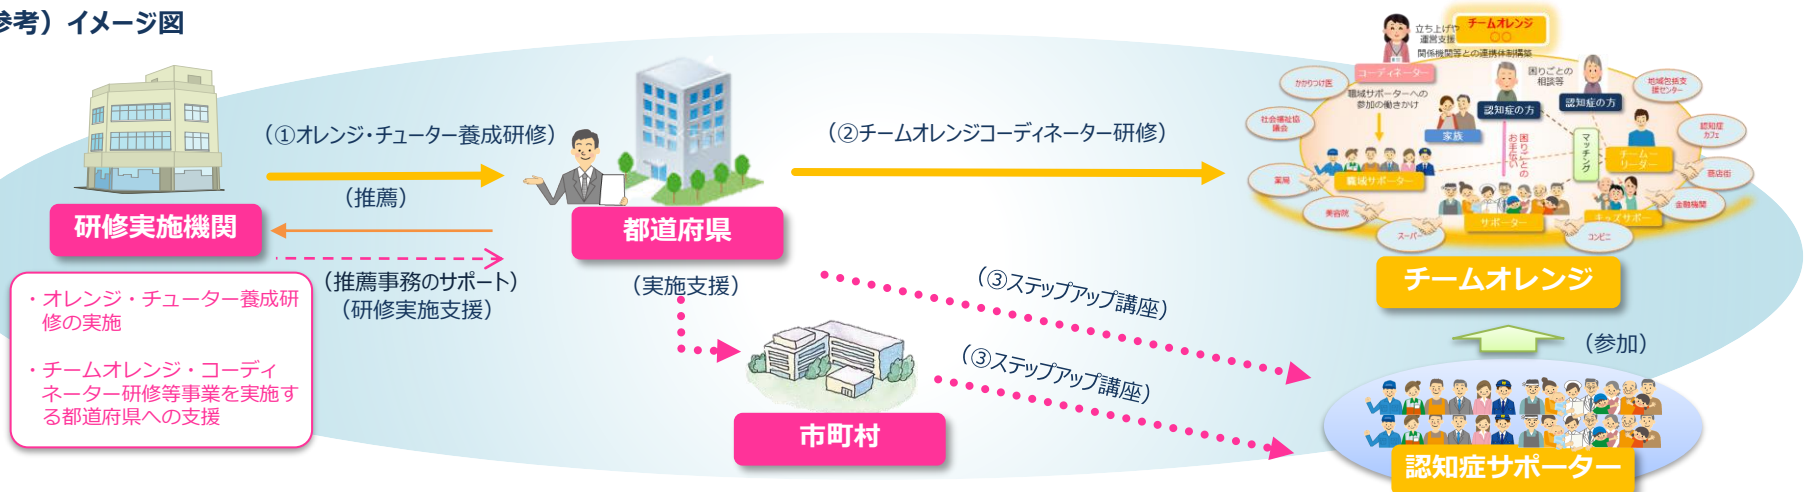 参考）イメージ図
（①オレンジ・チューター養成研修）
（推薦）
研修実施機関
（推薦事務のサポート）
（研修実施支援）
・オレンジ・チューター養成研
修の実施
・チームオレンジ・コーディ
ネーター研修等事業を実施す
る都道府県への支援
都道府県
（実施支援）
市町村
（②チームオレンジコーディネーター研修）
（③ステップアップ講座）
（③ステップアップ講座）
チームオレンジ
〇〇
立ち上げや
運営支援
関係機関等との連携体制構築
コーディネーター
職域サポーターへの
参加の働きかけ
困りごとの
相談等
認知症の方
認知症の方
家族
困りごとの
お手伝い
マッチング
チームー
リーダー
職域サポーター
サポーター
キッズサポー
かかりつけ医
社会福祉協
議会
薬局
美容院
スーパー
コンビニ
金融機関
商店街
認知症
カフェ
地域包括支
援センター
チームオレンジ
（参加）
認知症サポーター